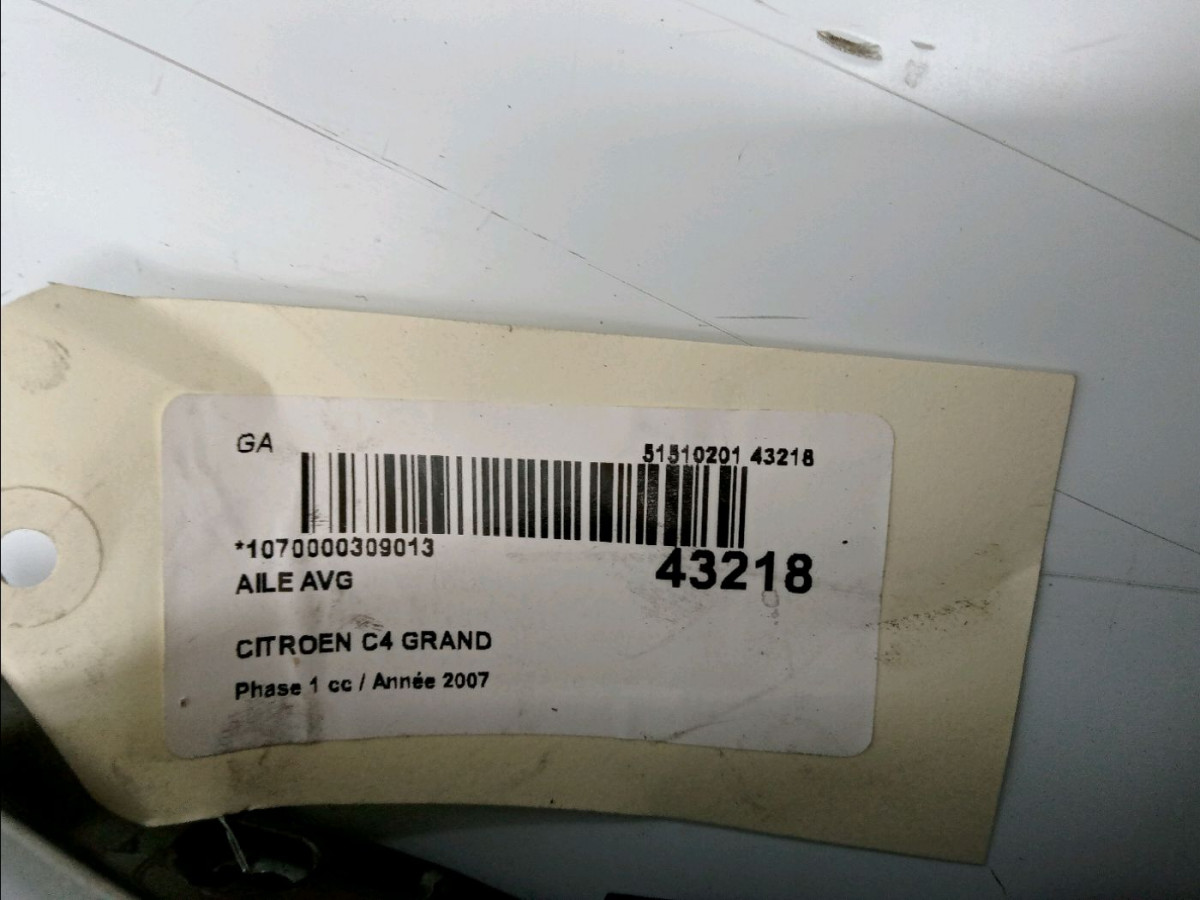 GA
51510201 43218
*1070000309013
43218
AILE AVG
CITROEN C4 GRAND
Phase 1 cc / Année 2007